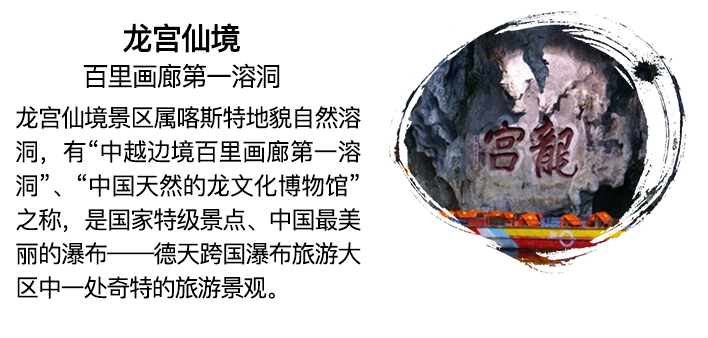 龙宫仙境
百里画廊第一溶洞
龙宫仙境景区属喀斯特地貌自然溶
洞，有“中越边境百里画廊第一溶
洞”、“中国天然的龙文化博物馆”
之称，是国家特级景点、中国最美
丽的瀑布——德天跨国瀑布旅游大
区中一处奇特的旅游景观。
宫龍